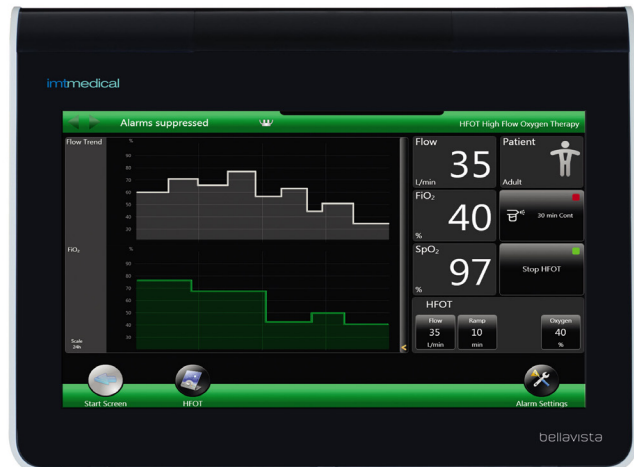 imtmedical
Alarms suppressed
HFOT High Flow Oxygen Therapy
Flow Trend
%
90
80
70
60
50
40
30
FiO₂
%
90
80
70
60
50
40
30
Scale
24h
Flow
35
L/min
Patient
Adult
FiO₂
40
%
30 min Cont
SpO₂
97
%
Stop HFOT
HFOT
Flow
35
L/min
Ramp
10
min
Oxygen
40
%
Start Screen
HFOT
Alarm Settings
bellavista